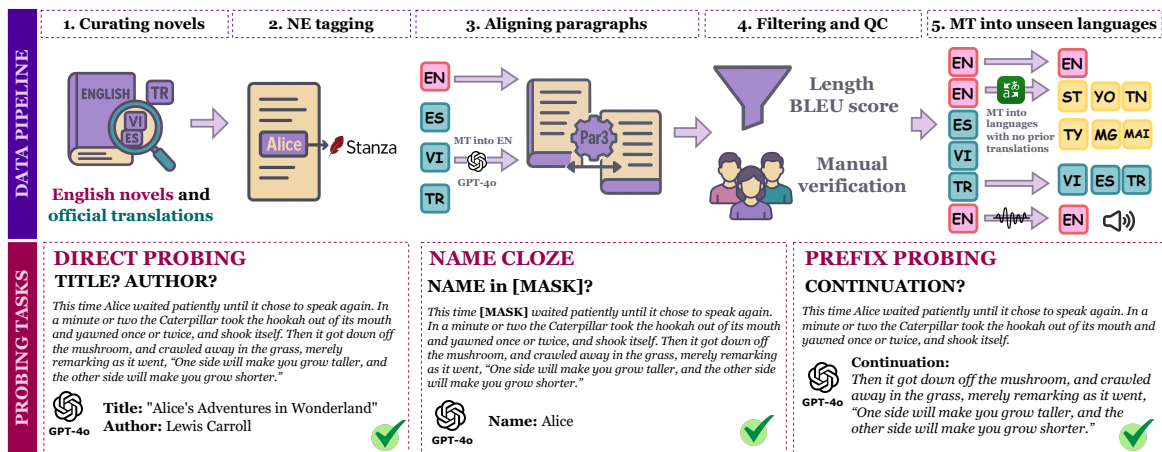 DATA PIPELINE
1. Curating novels
2. NE tagging
3. Aligning paragraphs
4. Filtering and QC
5. MT into unseen languages
ENGLISH
TR
VI
ES
English novels and
official translations
Alice
Stanza
EN
ES
VI
TR
MT into EN
GPT-4o
Par3
Length
BLEU score
Manual
verification
EN
EN
EN
a あ
MT into
languages
with no prior
translations
ST YO TN
TY MG MAI
ES
VI
TR
VI ES TR
EN
EN
PROBING TASKS
DIRECT PROBING
TITLE? AUTHOR?
This time Alice waited patiently until it chose to speak again. In
a minute or two the Caterpillar took the hookah out of its mouth
and yawned once or twice, and shook itself. Then it got down off
the mushroom, and crawled away in the grass, merely
remarking as it went, “One side will make you grow taller, and
the other side will make you grow shorter.”
GPT-4o
Title: "Alice's Adventures in Wonderland"
Author: Lewis Carroll
NAME CLOZE
NAME in [MASK]?
This time [MASK] waited patiently until it chose to speak again.
In a minute or two the Caterpillar took the hookah out of its mouth
and yawned once or twice, and shook itself. Then it got down off
the mushroom, and crawled away in the grass, merely remarking
as it went, “One side will make you grow taller, and the other side
will make you grow shorter.”
GPT-4o
Name: Alice
PREFIX PROBING
CONTINUATION?
This time Alice waited patiently until it chose to speak again. In a
minute or two the Caterpillar took the hookah out of its mouth and
yawned once or twice, and shook itself.
GPT-4o
Continuation:
Then it got down off the mushroom, and crawled
away in the grass, merely remarking as it went,
“One side will make you grow taller, and the
other side will make you grow shorter.”